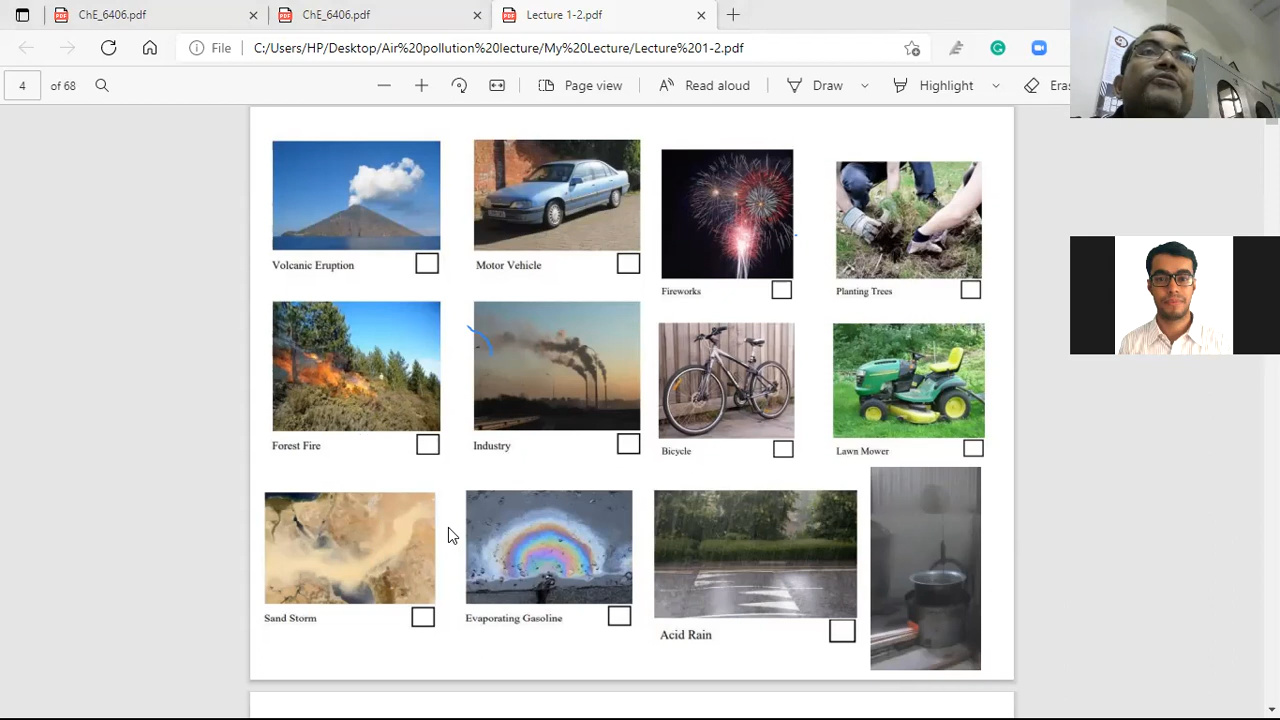 ChE_6406.pdf
ChE_6406.pdf
Lecture 1-2.pdf
File
C:/Users/HP/Desktop/Air%20pollution%20lecture/My%20Lecture/Lecture%201-2.pdf
4 of 68
Page view
Read aloud
Draw
Highlight
Eras
Volcanic Eruption
Motor Vehicle
Fireworks
Planting Trees
Forest Fire
Industry
Bicycle
Lawn Mower
Sand Storm
Evaporating Gasoline
Acid Rain